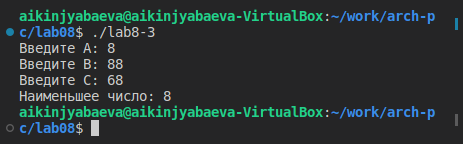 aikinjyabaeva@aikinjyabaeva-VirtualBox:~/work/arch-p
c/lab08$ ./lab8-3
Введите A: 8
Введите B: 88
Введите C: 68
Наименьшее число: 8
aikinjyabaeva@aikinjyabaeva-VirtualBox:~/work/arch-p
c/lab08$